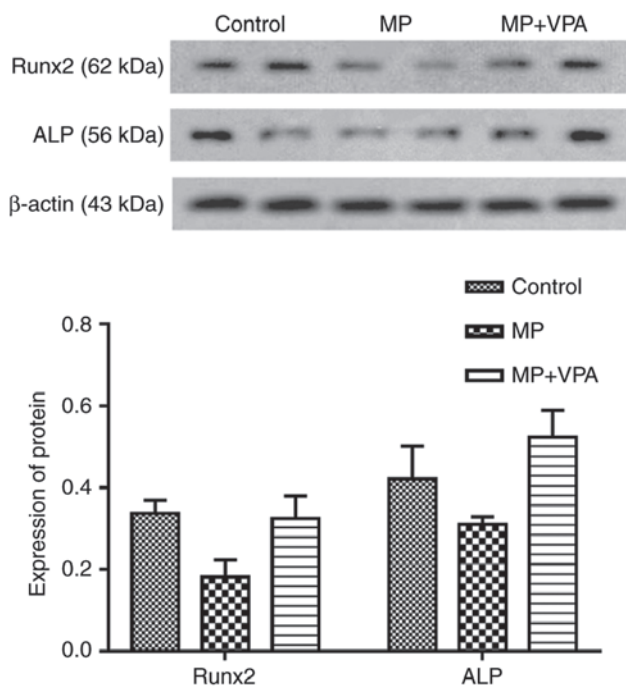 Control MP MP+VPA
Runx2 (62 kDa)
ALP (56 kDa)
β-actin (43 kDa)
Control
MP
MP+VPA
Expression of protein
0.8
0.6
0.4
0.2
0.0
Runx2 ALP